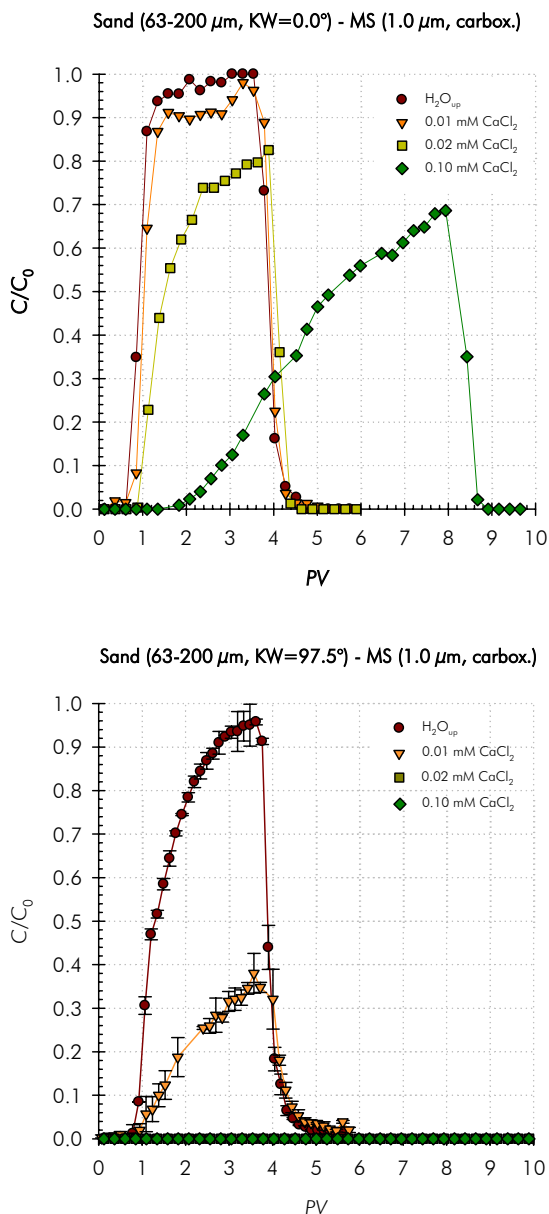 Sand (63-200 µm, KW=0.0°) - MS (1.0 µm, carbox.)
1.0
0.9
0.8
0.7
0.6
0.5
0.4
0.3
0.2
0.1
0.0
C/C₀
H₂Oup
0.01 mM CaCl₂
0.02 mM CaCl₂
0.10 mM CaCl₂
0 1 2 3 4 5 6 7 8 9 10
PV
Sand (63-200 µm, KW=97.5°) - MS (1.0 µm, carbox.)
1.0
0.9
0.8
0.7
0.6
0.5
0.4
0.3
0.2
0.1
0.0
C/C₀
H₂Oup
0.01 mM CaCl₂
0.02 mM CaCl₂
0.10 mM CaCl₂
0 1 2 3 4 5 6 7 8 9 10
PV